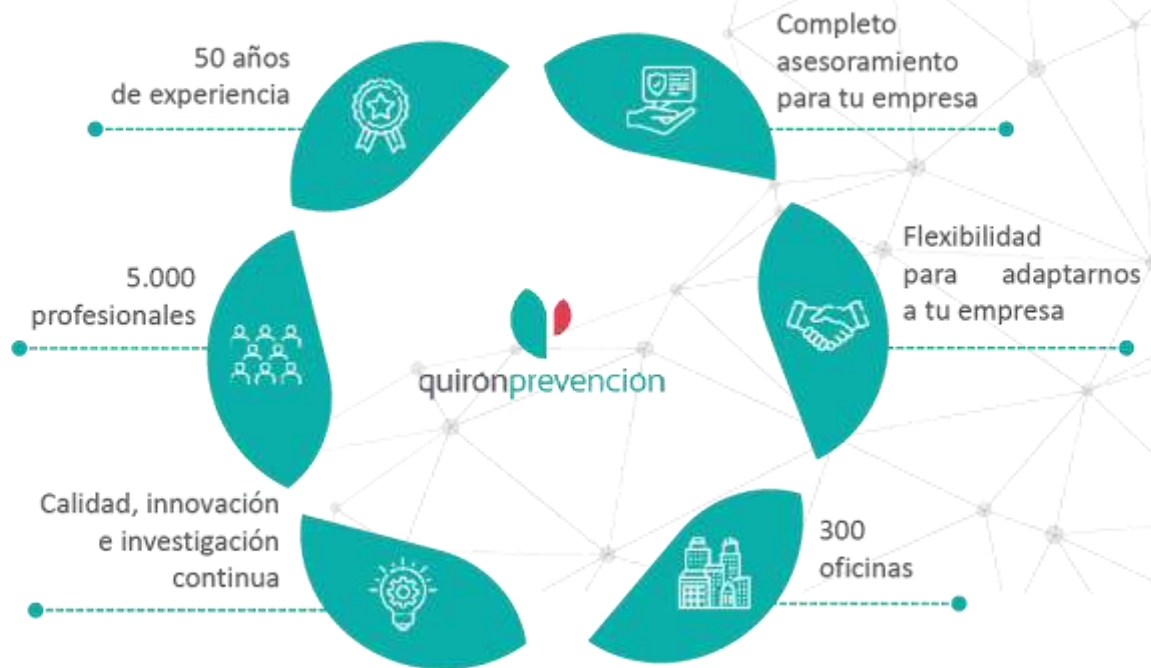 50 años
de experiencia
Completo
asesoramiento
para tu empresa
5.000
profesionales
Flexibilidad
para adaptarnos
a tu empresa
quirónprevención
Calidad, innovación
e investigación
continua
300
oficinas